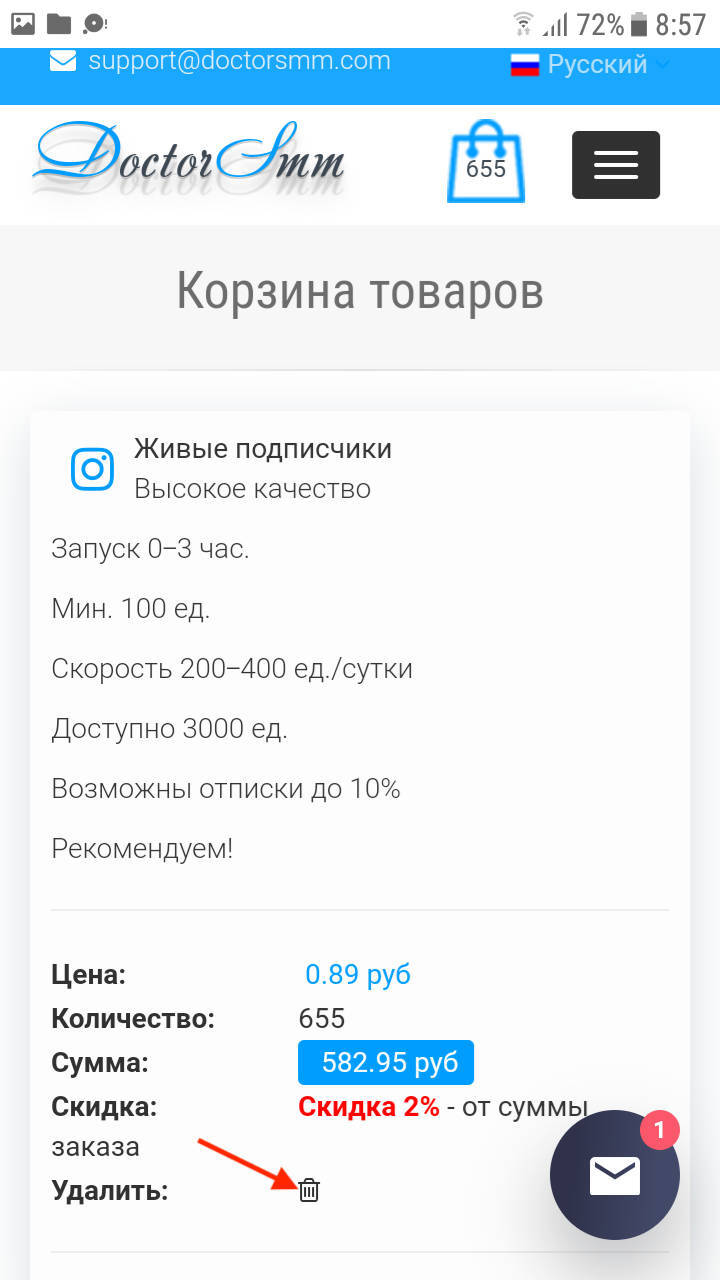 72% 8:57
support@doctorsmm.com Русский
DoctorSmm 655
Корзина товаров
Живые подписчики
Высокое качество
Запуск 0–3 час.
Мин. 100 ед.
Скорость 200–400 ед./сутки
Доступно 3000 ед.
Возможны отписки до 10%
Рекомендуем!
Цена: 0.89 руб
Количество: 655
Сумма: 582.95 руб
Скидка: Скидка 2% - от суммы
заказа
1
Удалить: